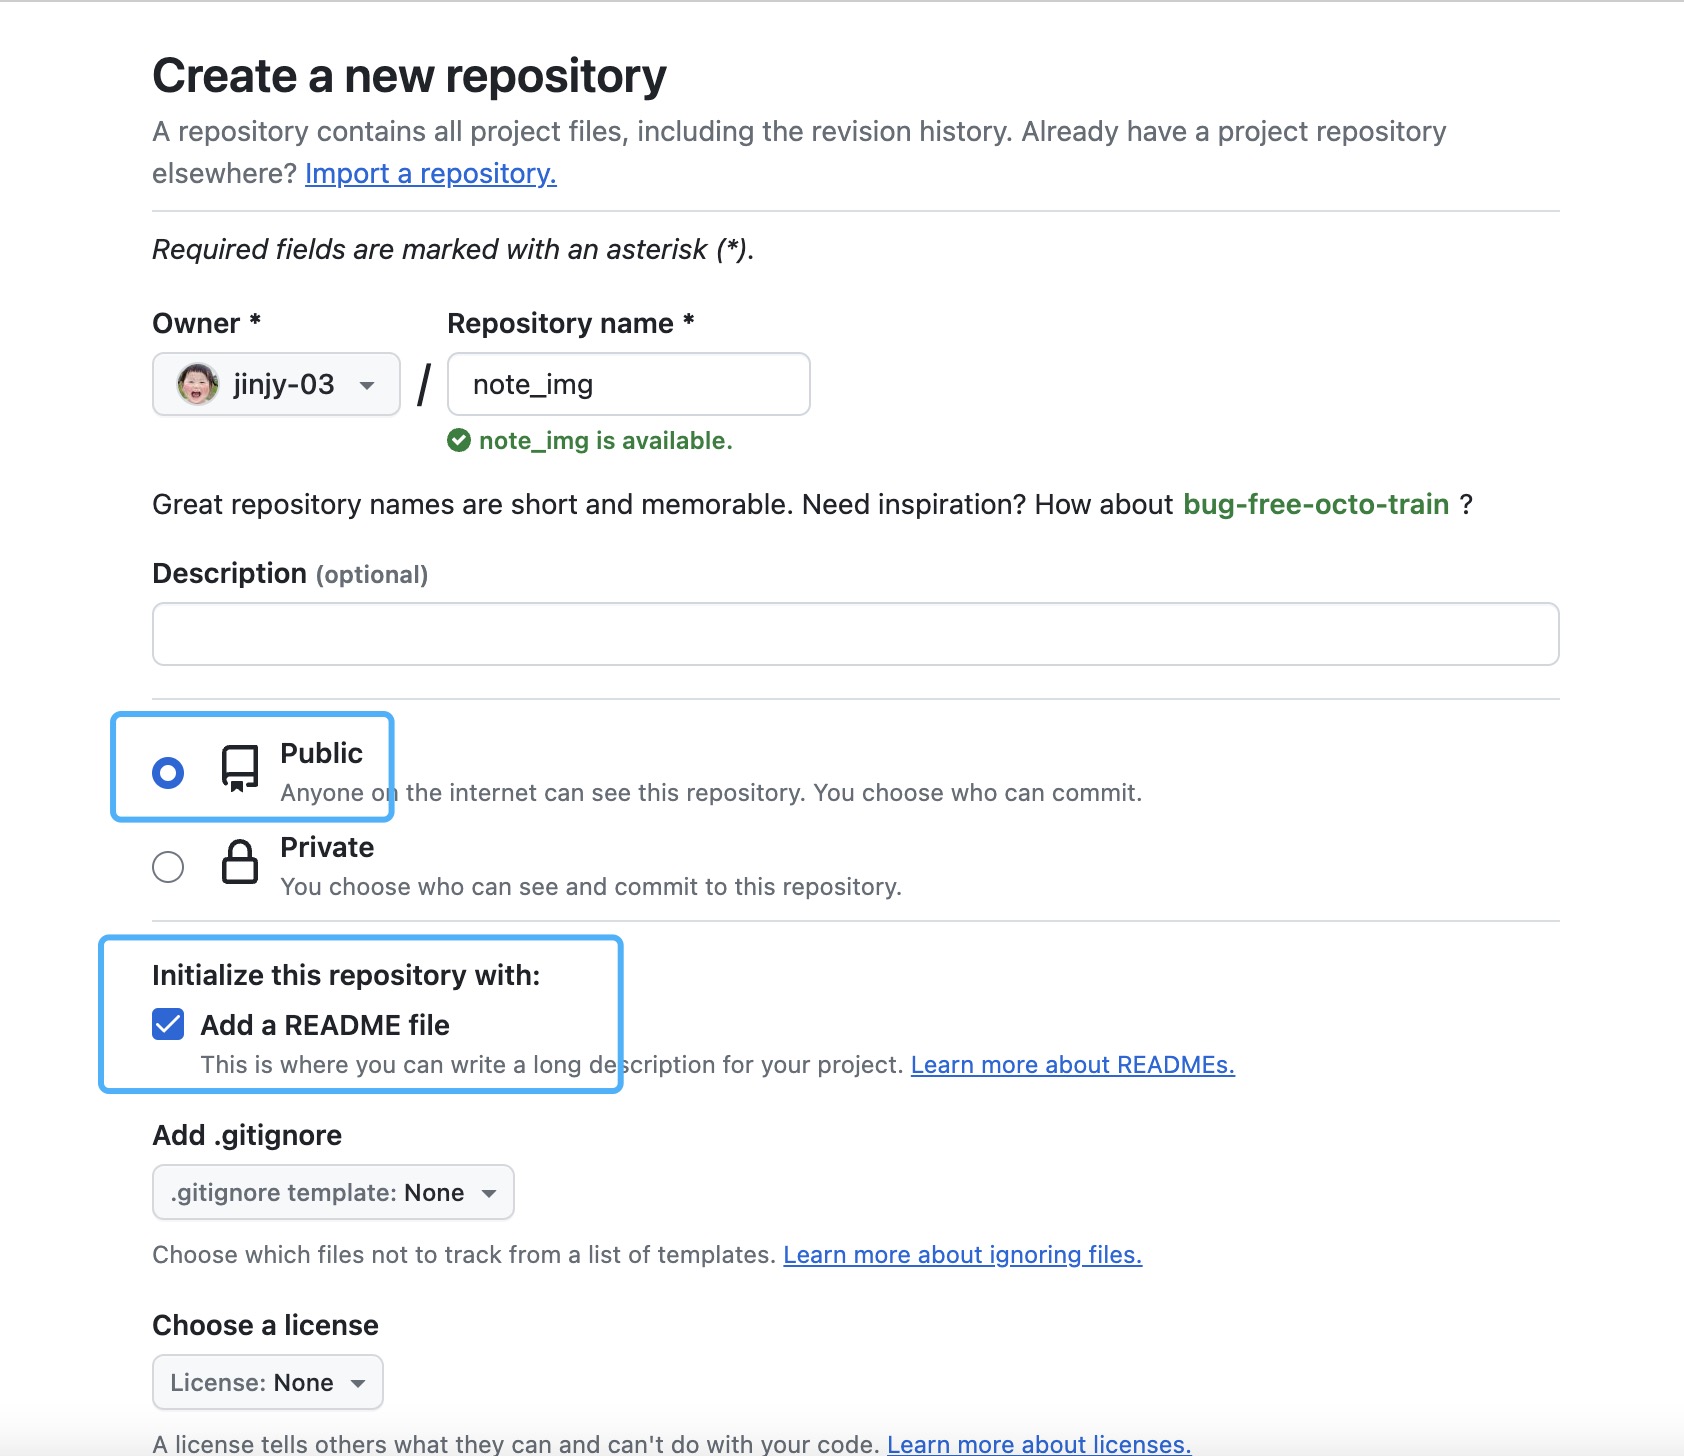 Create a new repository
A repository contains all project files, including the revision history. Already have a project repository
elsewhere? Import a repository.
Required fields are marked with an asterisk (*).
Owner *
Repository name *
jinjy-03
/
note_img
note_img is available.
Great repository names are short and memorable. Need inspiration? How about bug-free-octo-train ?
Description (optional)
Public
Anyone on the internet can see this repository. You choose who can commit.
Private
You choose who can see and commit to this repository.
Initialize this repository with:
Add a README file
This is where you can write a long description for your project. Learn more about READMEs.
Add .gitignore
.gitignore template: None
Choose which files not to track from a list of templates. Learn more about ignoring files.
Choose a license
License: None
A license tells others what they can and can't do with your code. Learn more about licenses.